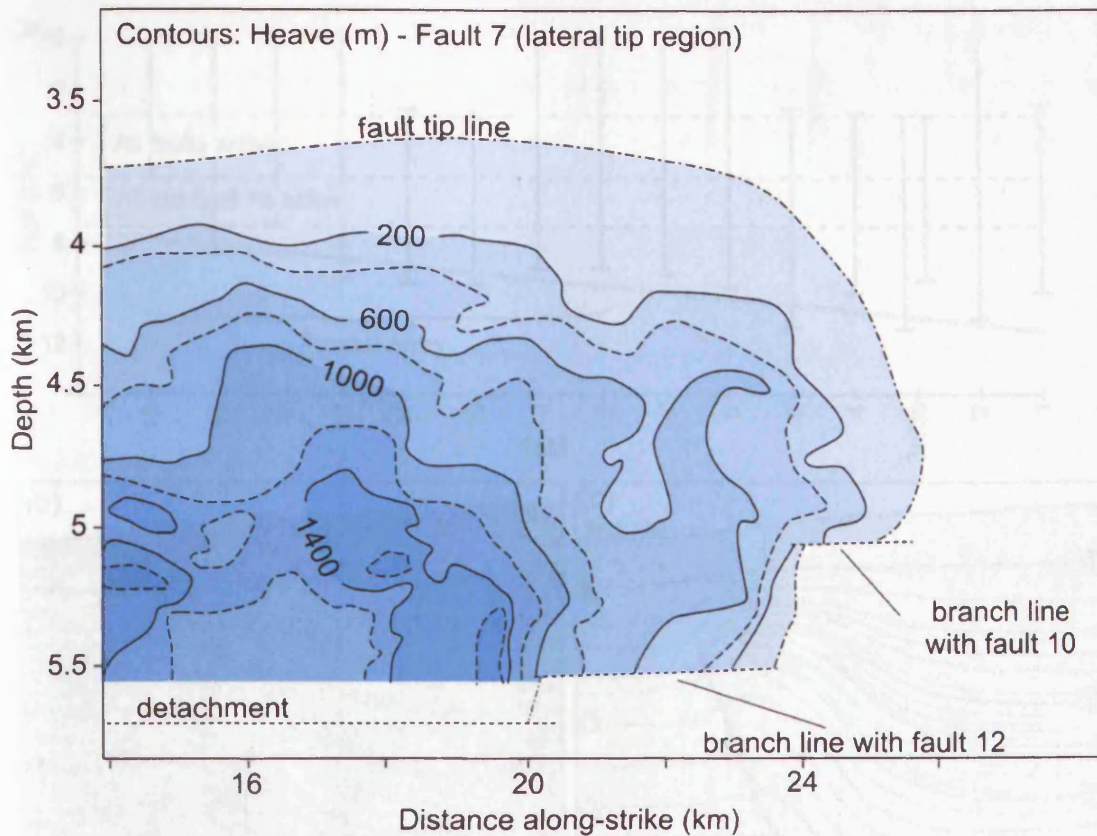 Contours: Heave (m) - Fault 7 (lateral tip region)
3.5
fault tip line
4
200
600
1000
4.5
Depth (km)
5
1400
branch line
with fault 10
5.5
detachment
branch line with fault 12
16
20
24
Distance along-strike (km)